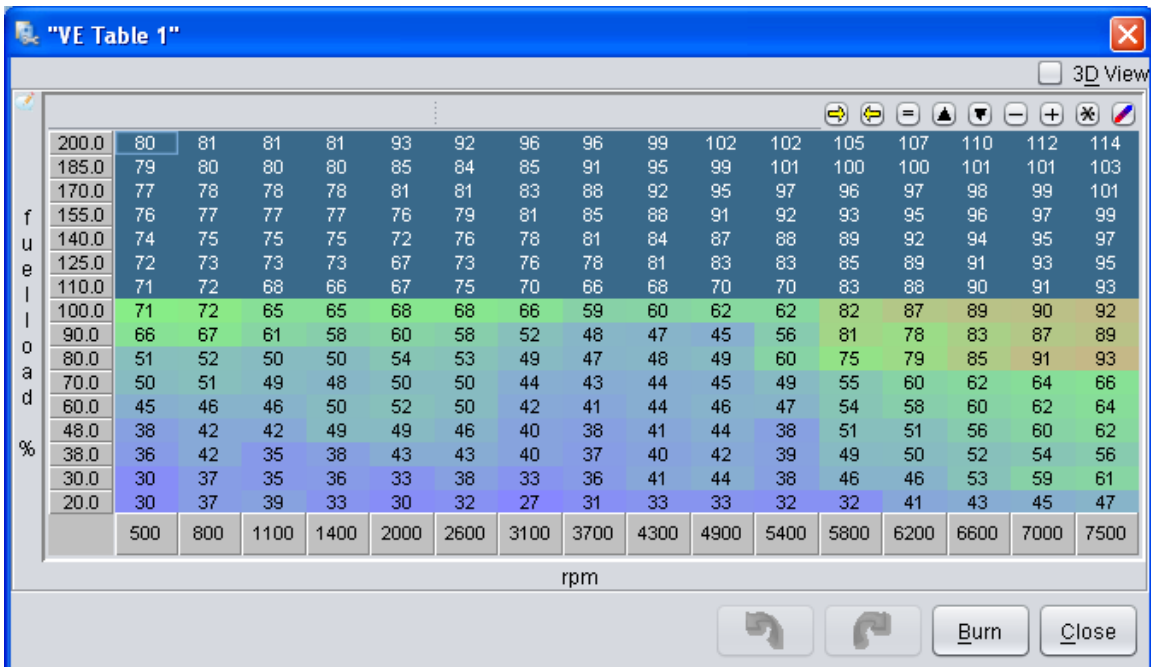 "VE Table 1"
3D View
200.0 80 81 81 81 93 92 96 96 99 102 102 105 107 110 112 114
185.0 79 80 80 80 85 84 85 91 95 99 101 100 100 101 101 103
170.0 77 78 78 78 81 81 83 88 92 95 97 96 97 98 99 101
155.0 76 77 77 77 76 79 81 85 88 91 92 93 95 96 97 99
140.0 74 75 75 75 72 76 78 81 84 87 88 89 92 94 95 97
125.0 72 73 73 73 67 73 76 78 81 83 83 85 89 91 93 95
110.0 71 72 68 66 67 75 70 66 68 70 70 83 88 90 91 93
100.0 71 72 65 65 68 68 66 59 60 62 62 82 87 89 90 92
90.0 66 67 61 58 60 58 52 48 47 45 56 81 78 83 87 89
80.0 51 52 50 50 54 53 49 47 48 49 60 75 79 85 91 93
70.0 50 51 49 48 50 50 44 43 44 45 49 55 60 62 64 66
60.0 45 46 46 50 52 50 42 41 44 46 47 54 58 60 62 64
48.0 38 42 42 49 49 46 40 38 41 44 38 51 51 56 60 62
38.0 36 42 35 38 43 43 40 37 40 42 39 49 50 52 54 56
30.0 30 37 35 36 33 38 33 36 41 44 38 46 46 53 59 61
20.0 30 37 39 33 30 32 27 31 33 33 32 32 41 43 45 47
500 800 1100 1400 2000 2600 3100 3700 4300 4900 5400 5800 6200 6600 7000 7500
fuelload %
rpm
Burn Close